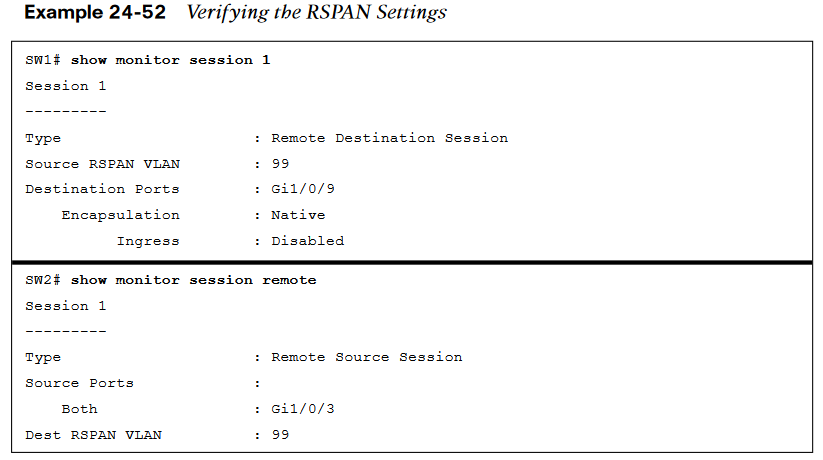 Example 24-52 Verifying the RSPAN Settings
SW1# show monitor session 1
Session 1
---------
Type : Remote Destination Session
Source RSPAN VLAN : 99
Destination Ports : Gi1/0/9
Encapsulation : Native
Ingress : Disabled
SW2# show monitor session remote
Session 1
---------
Type : Remote Source Session
Source Ports :
Both : Gi1/0/3
Dest RSPAN VLAN : 99